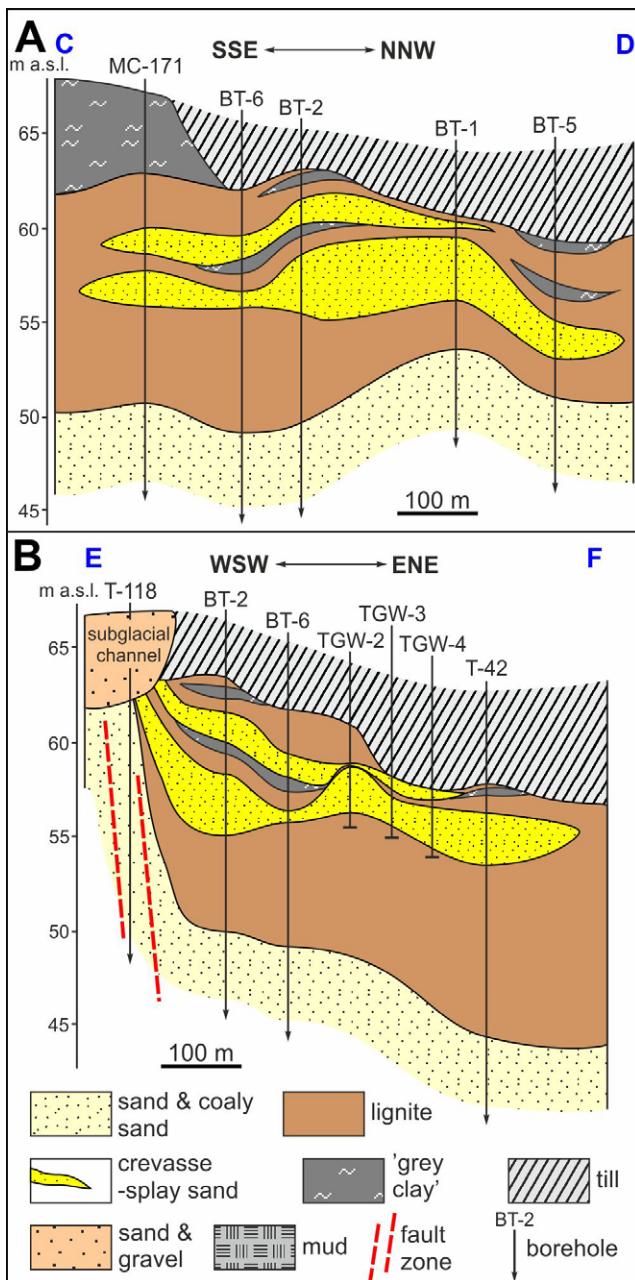 A
C
SSE NNW
D
m a.s.l.
MC-171
BT-6
BT-2
BT-1
BT-5
65
60
55
50
45
100 m
B
E
WSW ENE
F
m a.s.l.
T-118
BT-2
BT-6
TGW-2
TGW-3
TGW-4
T-42
subglacial
channel
65
60
55
50
45
100 m
sand & coaly
sand
lignite
crevasse
-splay sand
'grey
clay'
till
sand &
gravel
mud
fault
zone
BT-2
borehole